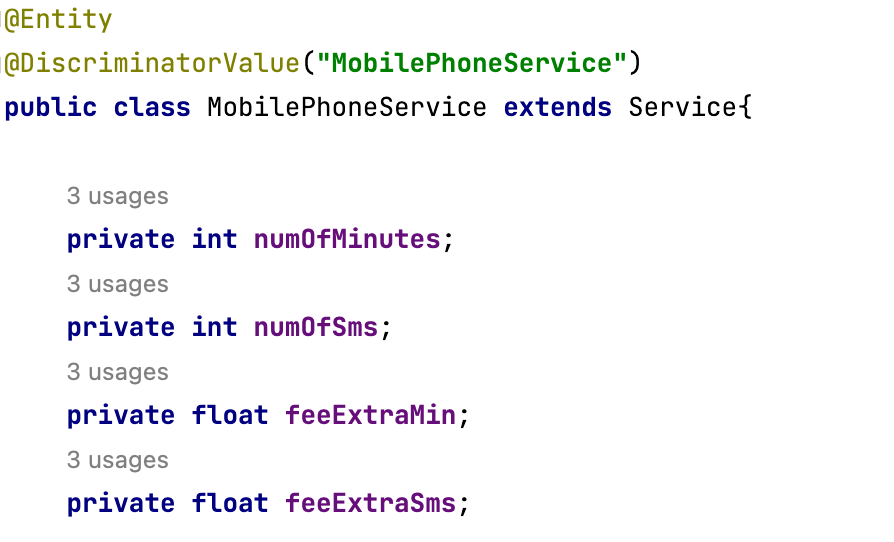 @Entity
@DiscriminatorValue("MobilePhoneService")
public class MobilePhoneService extends Service{
3 usages
private int numOfMinutes;
3 usages
private int numOfSms;
3 usages
private float feeExtraMin;
3 usages
private float feeExtraSms;